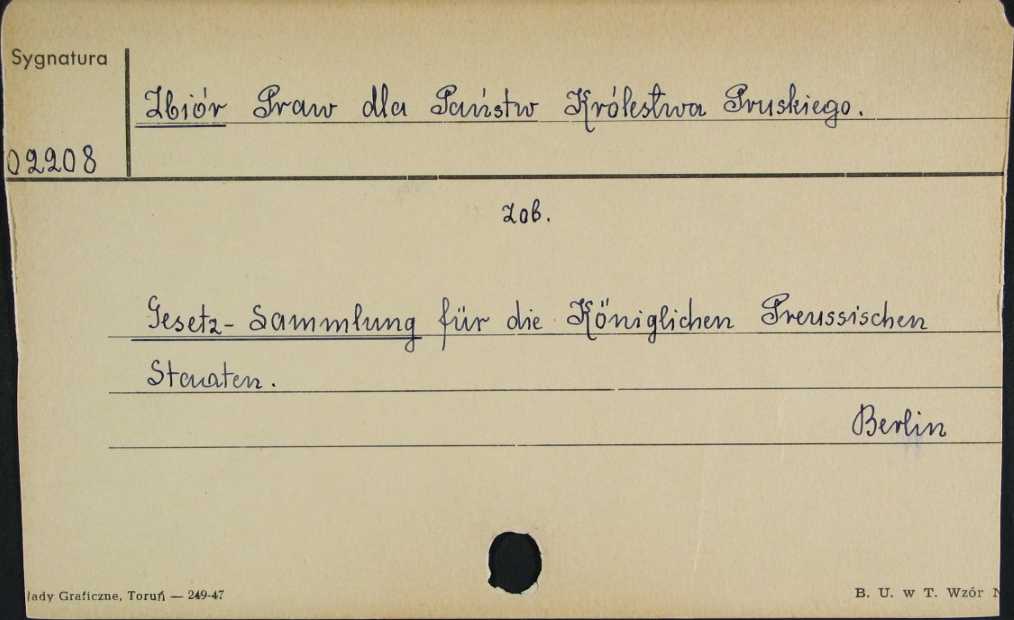 Sygnatura
Zbiór Praw dla Państw Królestwa Pruskiego.
02208
zob.
Gesetz-Sammlung für die Königlichen Preussischen
Staaten.
Berlin
łady Graficzne, Toruń — 249-47
B. U. w T. Wzór N